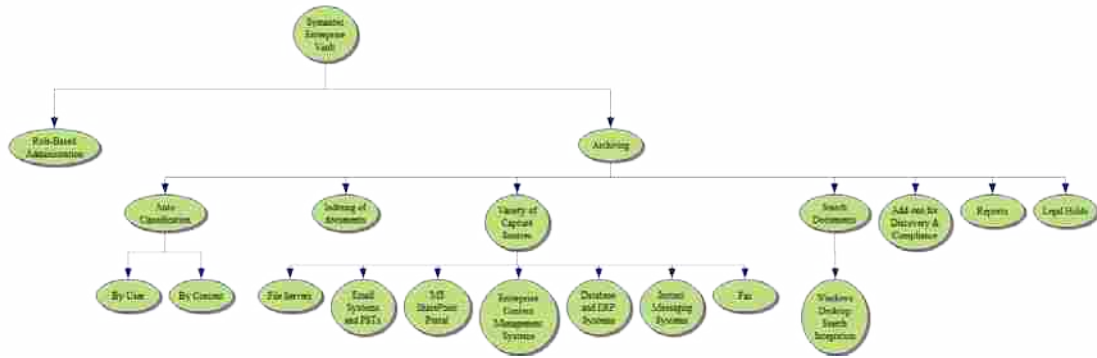 Symantec
Enterprise
Vault
Role-Based
Administration
Archiving
Auto
Classification
Indexing of
documents
Variety of
Capture
Sources
Search
Documents
Add-ons for
Discovery &
Compliance
Reports
Legal Holds
By User
By Content
File Servers
Email
Systems
and PSTs
MS
SharePoint
Portal
Enterprise
Content
Management
Systems
Database
and ERP
Systems
Instant
Messaging
Systems
Fax
Windows
Desktop
Search
Integration